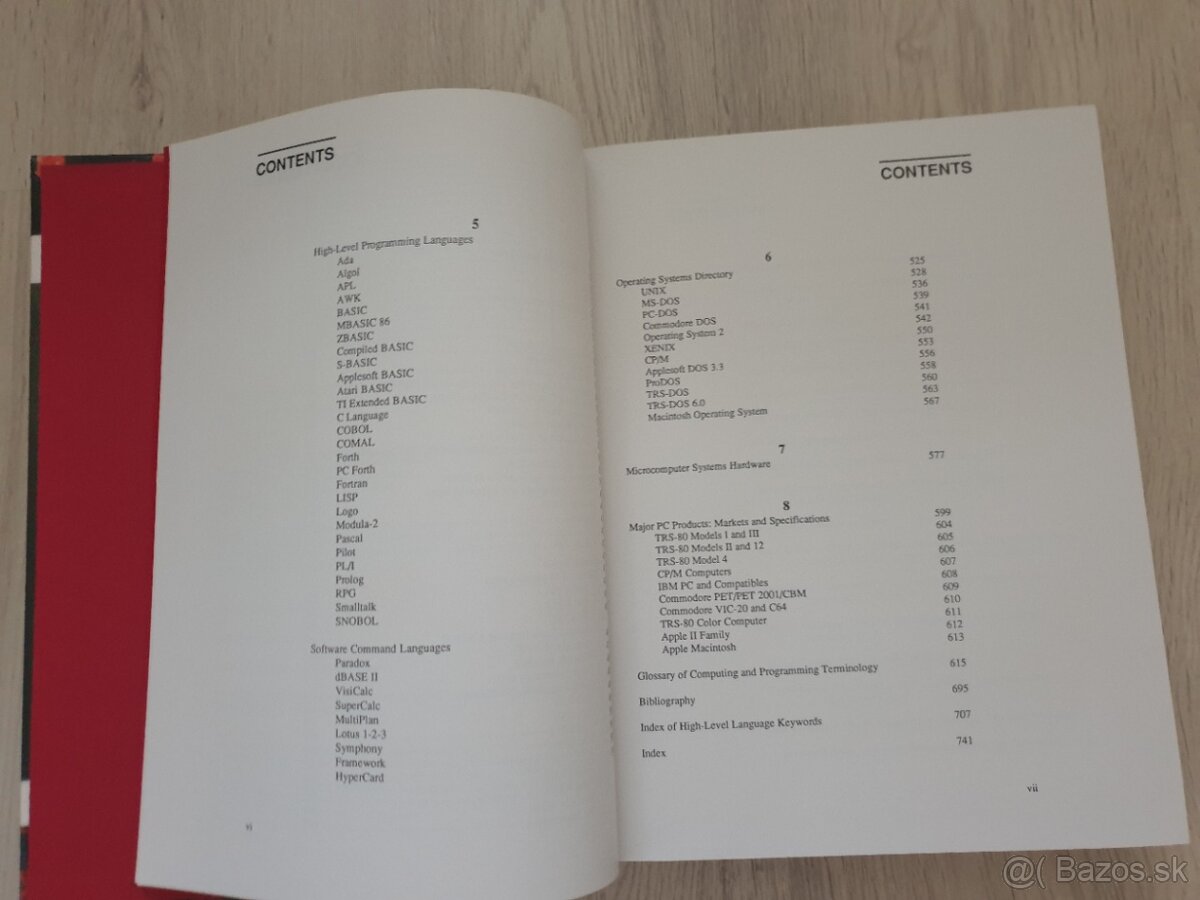 CONTENTS
5
High-Level Programming Languages
Ada
Algol
APL
AWK
BASIC
MBASIC 86
ZBASIC
Compiled BASIC
S-BASIC
Applesoft BASIC
Atari BASIC
TI Extended BASIC
C Language
COBOL
COMAL
Forth
PC Forth
Fortran
LISP
Logo
Modula-2
Pascal
Pilot
PL/I
Prolog
RPG
Smalltalk
SNOBOL
Software Command Languages
Paradox
dBASE II
VisiCalc
SuperCalc
MultiPlan
Lotus 1-2-3
Symphony
Framework
HyperCard
vi
CONTENTS
6
Operating Systems Directory 525
UNIX 528
MS-DOS 536
PC-DOS 539
Commodore DOS 541
Operating System 2 542
XENIX 550
CP/M 553
Applesoft DOS 3.3 556
ProDOS 558
TRS-DOS 560
TRS-DOS 6.0 563
Macintosh Operating System 567
7
Microcomputer Systems Hardware 577
8
Major PC Products: Markets and Specifications 599
TRS-80 Models I and III 604
TRS-80 Models II and 12 605
TRS-80 Model 4 606
CP/M Computers 607
IBM PC and Compatibles 608
Commodore PET/PET 2001/CBM 609
Commodore VIC-20 and C64 610
TRS-80 Color Computer 611
Apple II Family 612
Apple Macintosh 613
Glossary of Computing and Programming Terminology 615
Bibliography 695
Index of High-Level Language Keywords 707
Index 741
vii
@( Bazos.sk